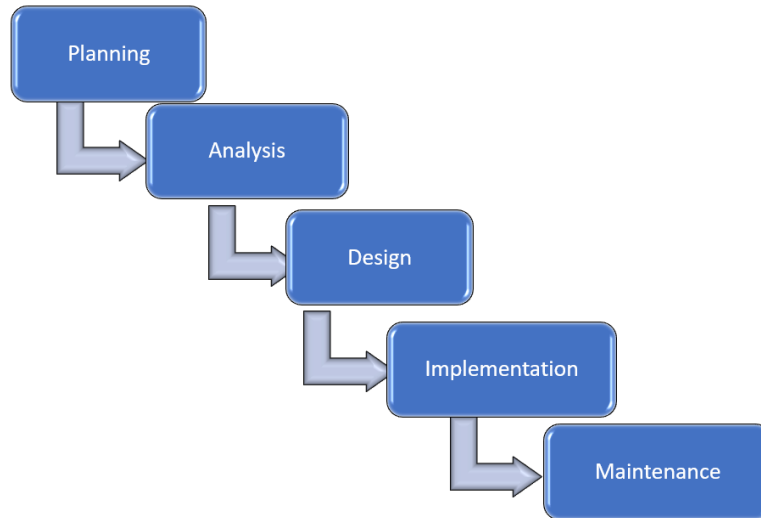 Planning
Analysis
Design
Implementation
Maintenance